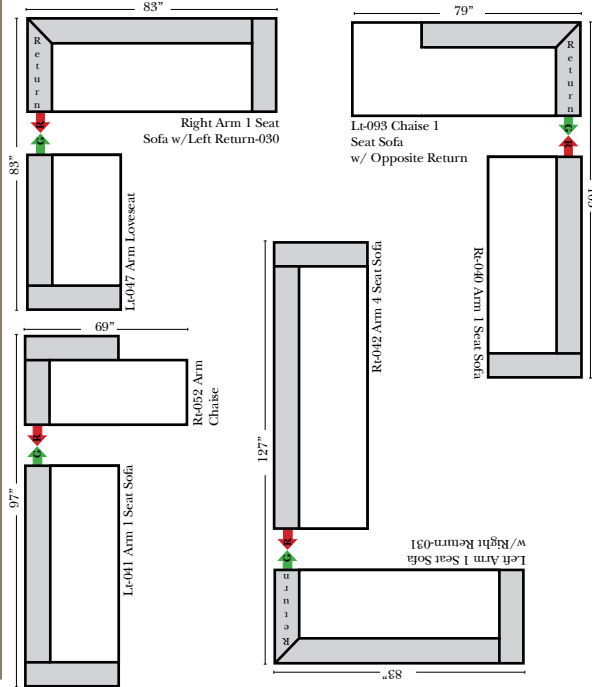 83”
Return
R
G
Right Arm 1 Seat
Sofa w/Left Return-030
83”
Lt-047 Arm Loveseat
79”
Return
G
R
Lt-093 Chaise 1
Seat Sofa
w/ Opposite Return
Rt-040 Arm 1 Seat Sofa
69”
Rt-052 Arm
Chaise
R
G
97”
Lt-041 Arm 1 Seat Sofa
Rt-042 Arm 4 Seat Sofa
127”
R
G
Left Arm 1 Seat Sofa
w/Right Return-031
Return
83”